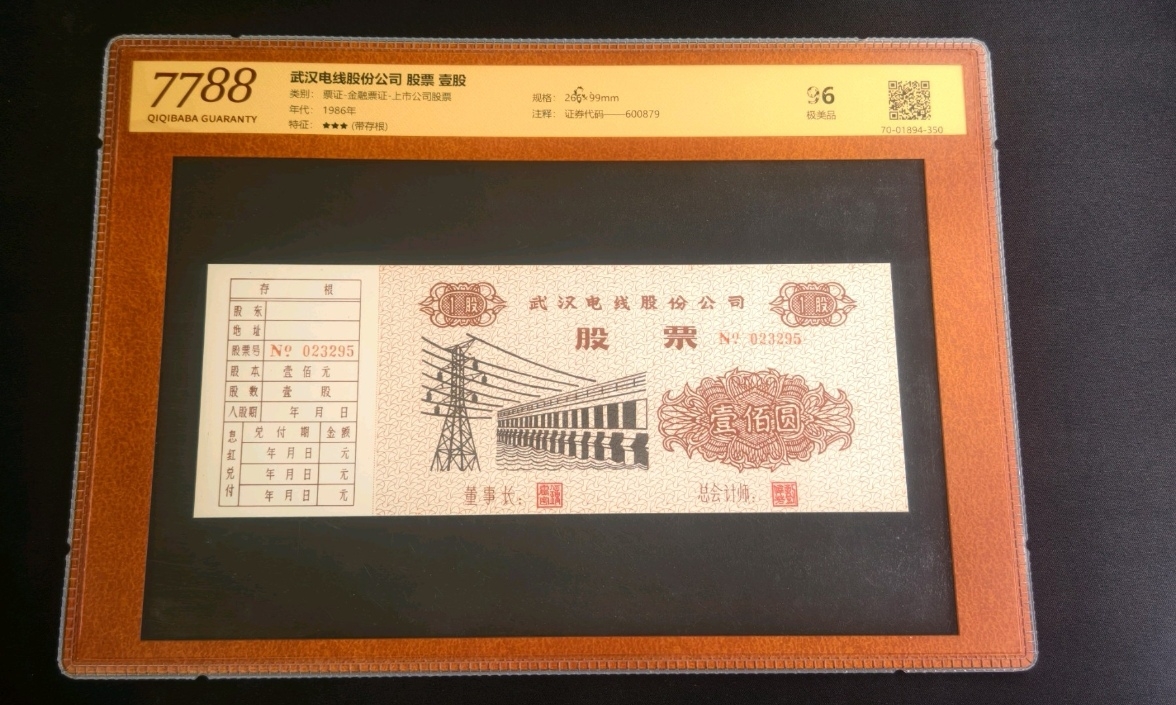 7788
QIQIBABA GUARANTY
武汉电线股份公司 股票 壹股
类别: 票证-金融票证-上市公司股票
年代: 1986年
特征: ★★★ (带存根)
规格: 99mm
注释: 证券代码——600879
96
极美品
70-01894-350
存 根
股 东
地 址
股票号 Nº 023295
股 本 壹 佰 元
股 数 壹 股
入股期 年 月 日
息红兑付 兑 付 期 金 额
年 月 日 元
年 月 日 元
年 月 日 元
1股 武汉电线股份公司 1股
股 票 Nº 023295
壹佰圆
董事长:
总会计师: